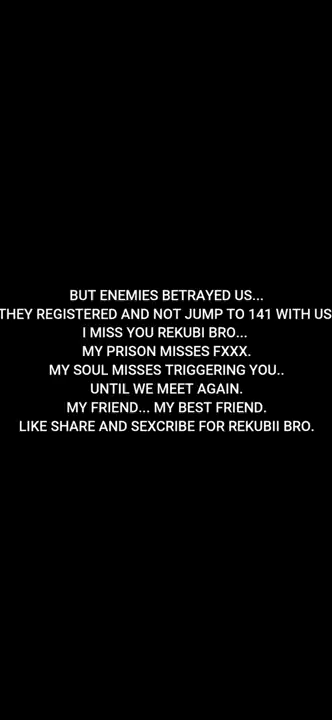 BUT ENEMIES BETRAYED US...
THEY REGISTERED AND NOT JUMP TO 141 WITH US
I MISS YOU REKUBI BRO...
MY PRISON MISSES FXXX.
MY SOUL MISSES TRIGGERING YOU..
UNTIL WE MEET AGAIN.
MY FRIEND... MY BEST FRIEND.
LIKE SHARE AND SEXCRIBE FOR REKUBII BRO.